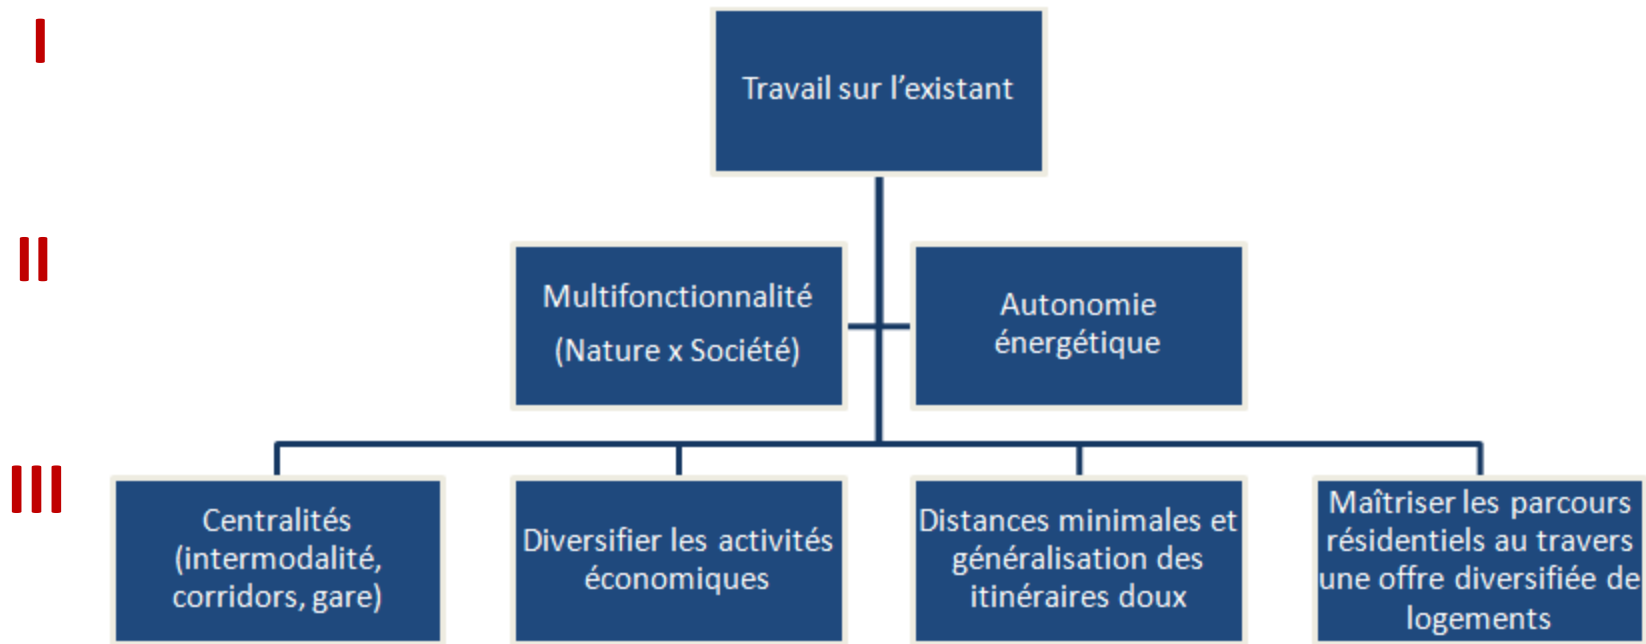 I
Travail sur l’existant
II
Multifonctionnalité
(Nature x Société)
Autonomie
énergétique
III
Centralités
(intermodalité,
corridors, gare)
Diversifier les activités
économiques
Distances minimales et
généralisation des
itinéraires doux
Maîtriser les parcours
résidentiels au travers
une offre diversifiée de
logements